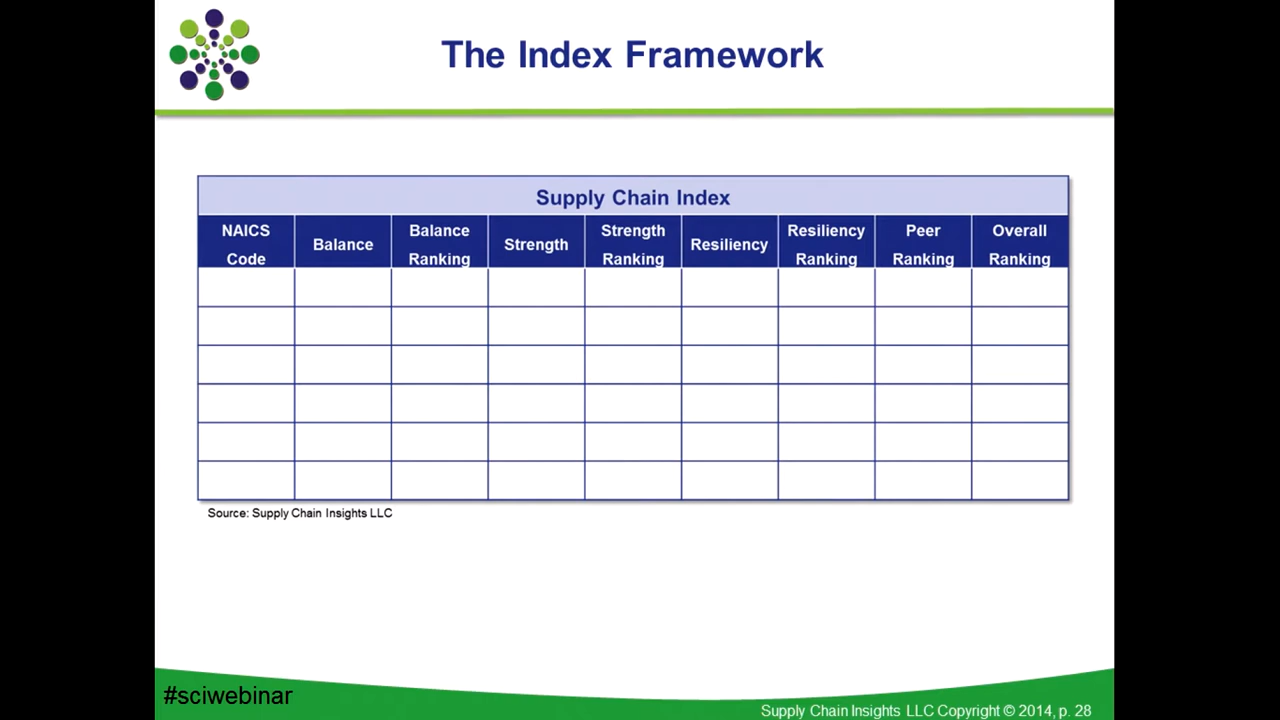 The Index Framework
Supply Chain Index
NAICS Code
Balance
Balance Ranking
Strength
Strength Ranking
Resiliency
Resiliency Ranking
Peer Ranking
Overall Ranking
Source: Supply Chain Insights LLC
#sciwebinar
Supply Chain Insights LLC Copyright © 2014, p. 28